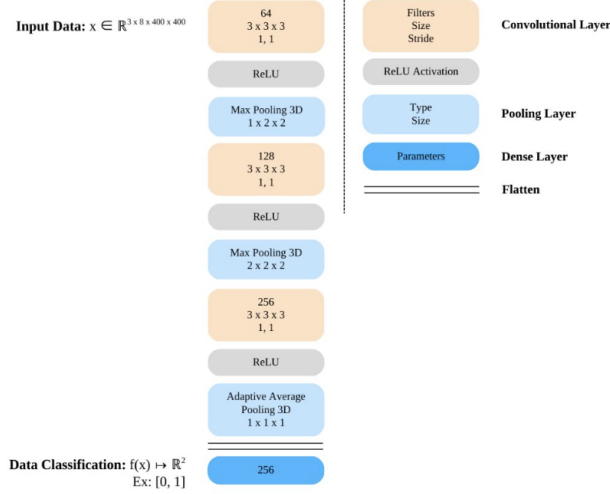 Input Data: x ∈ ℝ^3 x 8 x 400 x 400
64
3 x 3 x 3
1, 1
ReLU
Max Pooling 3D
1 x 2 x 2
128
3 x 3 x 3
1, 1
ReLU
Max Pooling 3D
2 x 2 x 2
256
3 x 3 x 3
1, 1
ReLU
Adaptive Average
Pooling 3D
1 x 1 x 1
Data Classification: f(x) ↦ ℝ^2
Ex: [0, 1]
256
Filters
Size
Stride
Convolutional Layer
ReLU Activation
Type
Size
Pooling Layer
Parameters
Dense Layer
Flatten